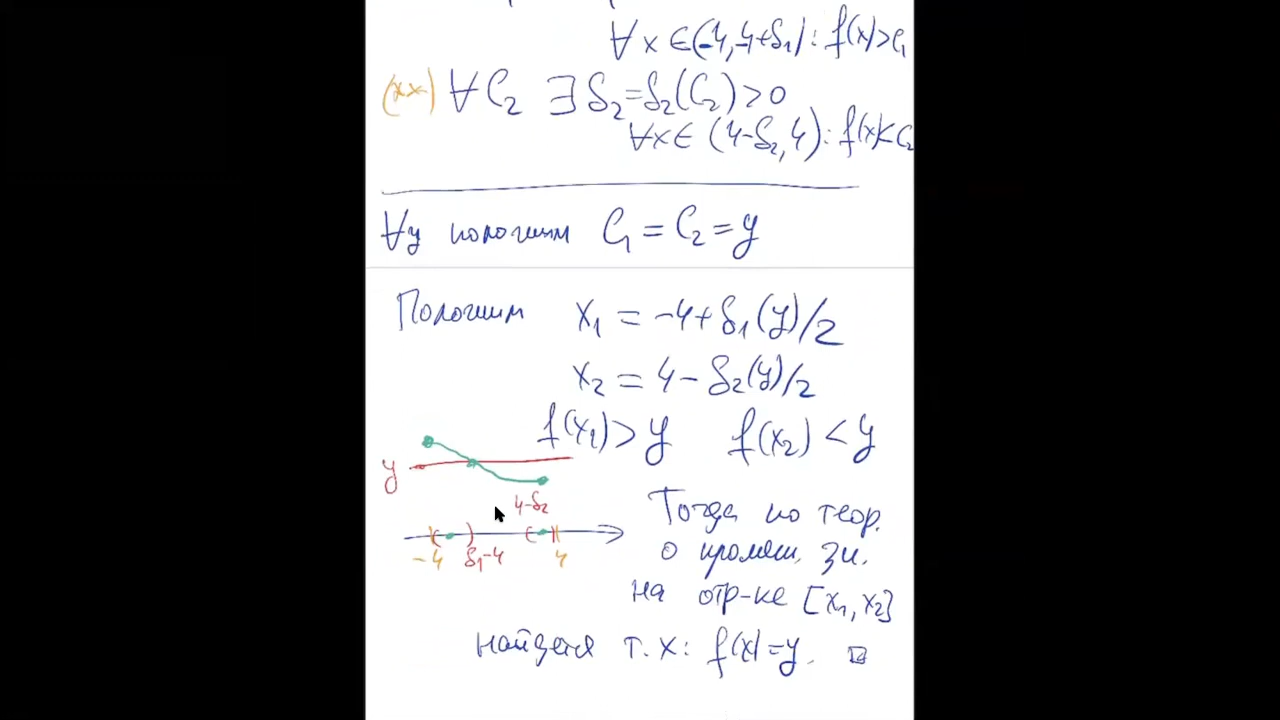 ∀ x ∈(-4,-4+δ₁): f(x)>C₁
(**) ∀C₂ ∃ δ₂=δ₂(C₂)>0
∀x∈ (4-δ₂,4): f(x)<C₂
∀y положим C₁ = C₂ = y
Положим x₁ = -4+δ₁(y)/2
x₂ = 4-δ₂(y)/2
f(x₁)>y f(x₂)<y
y
4-δ₂
-4 δ₁-4 4
Тогда по теор.
о промеж. зн.
на отр-ке [x₁,x₂]
найдется т. x: f(x)=y.